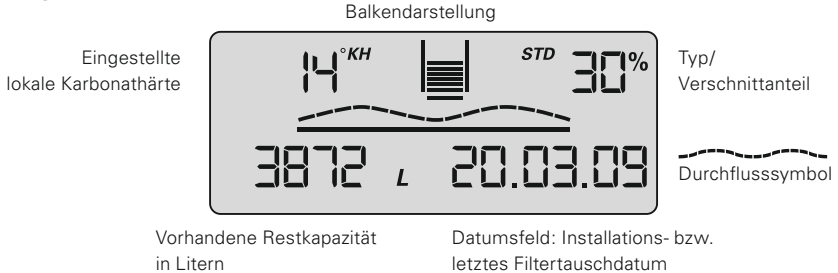 Balkendarstellung
Eingestellte
lokale Karbonathärte
14 °KH
STD 30%
Typ/
Verschnittanteil
3872 L 20.03.09
Durchflusssymbol
Vorhandene Restkapazität
in Litern
Datumsfeld: Installations- bzw.
letztes Filtertauschdatum